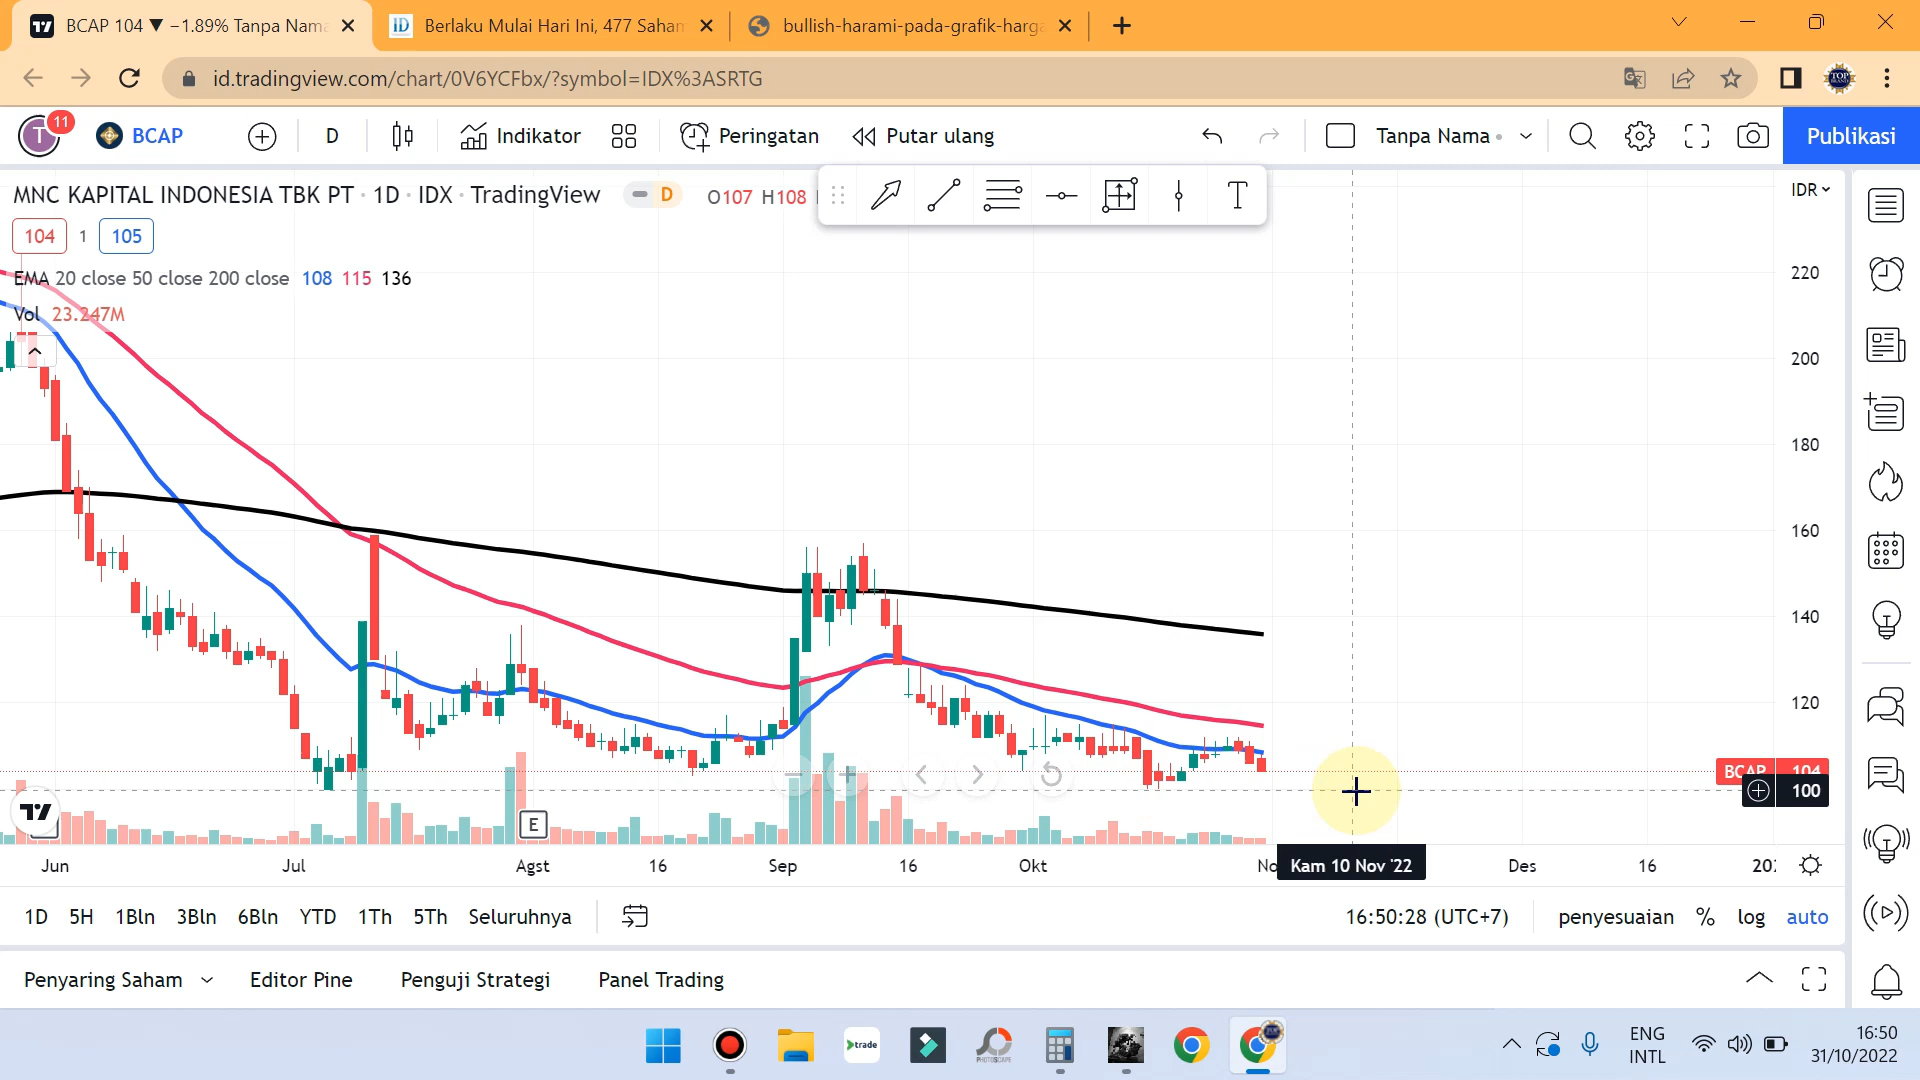 BCAP 104 ▼ −1.89% Tanpa Nama
Berlaku Mulai Hari Ini, 477 Saham
bullish-harami-pada-grafik-harga
id.tradingview.com/chart/0V6YCFbx/?symbol=IDX%3ASRTG
TOP
T
11
BCAP
D
Indikator
Peringatan
Putar ulang
Tanpa Nama
Publikasi
MNC KAPITAL INDONESIA TBK PT · 1D · IDX · TradingView
D
O107 H108
T
IDR
104
1
105
EMA 20 close 50 close 200 close 108 115 136
Vol 23.247M
220
200
180
160
140
120
BCAP 104
100
E
Jun
Jul
Agst
16
Sep
16
Okt
Kam 10 Nov '22
Des
16
1D
5H
1Bln
3Bln
6Bln
YTD
1Th
5Th
Seluruhnya
16:50:28 (UTC+7)
penyesuaian
%
log
auto
Penyaring Saham
Editor Pine
Penguji Strategi
Panel Trading
trade
PHOTOSCAPE
ENG
INTL
16:50
31/10/2022